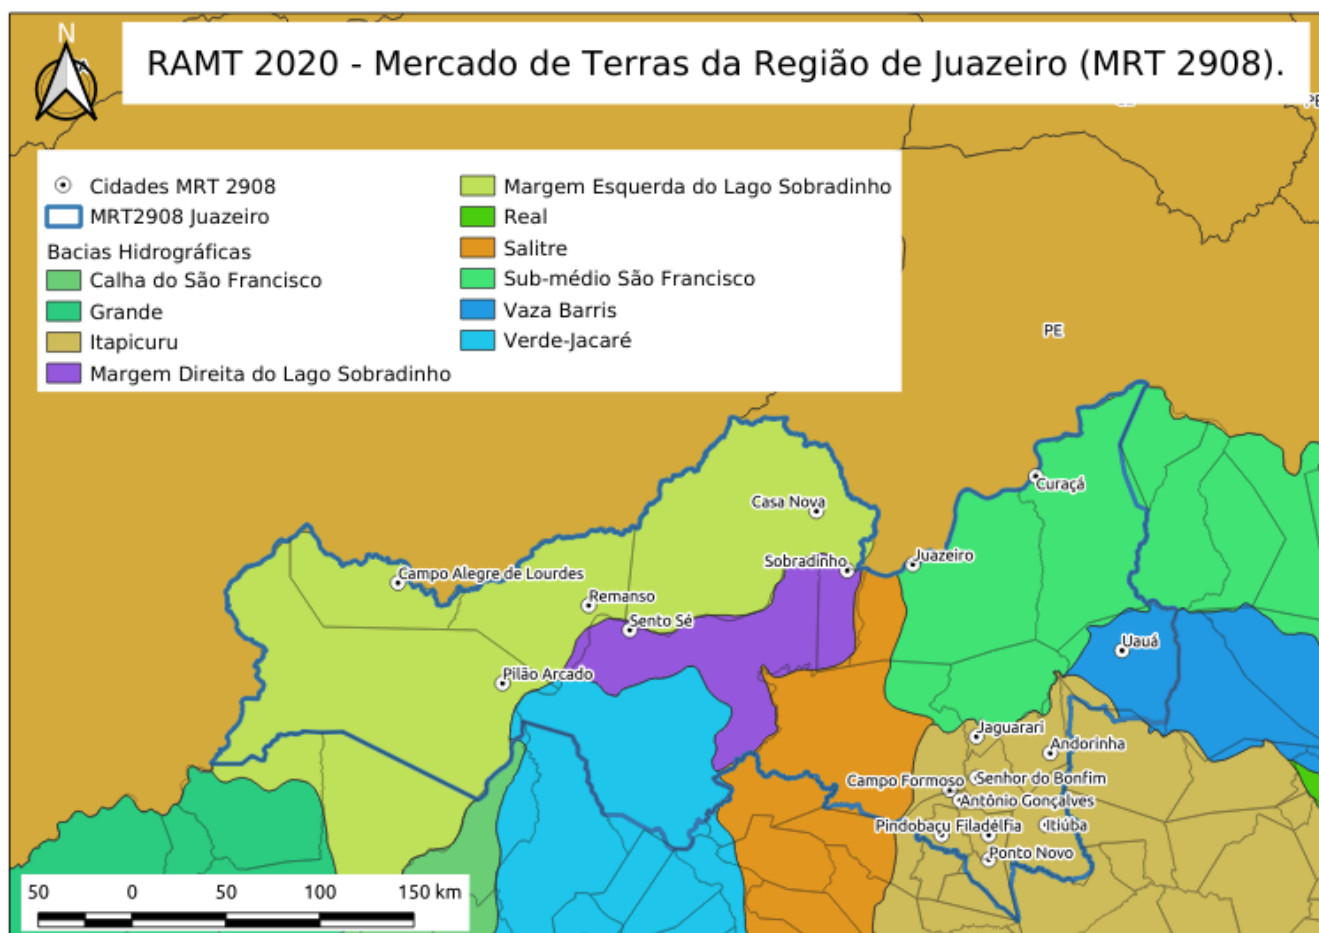 N
RAMT 2020 - Mercado de Terras da Região de Juazeiro (MRT 2908).
PE
Cidades MRT 2908
MRT2908 Juazeiro
Bacias Hidrográficas
Calha do São Francisco
Grande
Itapicuru
Margem Direita do Lago Sobradinho
Margem Esquerda do Lago Sobradinho
Real
Salitre
Sub-médio São Francisco
Vaza Barris
Verde-Jacaré
PE
Curaçá
Casa Nova
Juazeiro
Sobradinho
Campo Alegre de Lourdes
Remanso
Sento Sé
Uauá
Pilão Arcado
Jaguarari
Andorinha
Campo Formoso
Senhor do Bonfim
Antônio Gonçalves
Pindobaçu Filadélfia
Itiúba
Ponto Novo
50 0 50 100 150 km